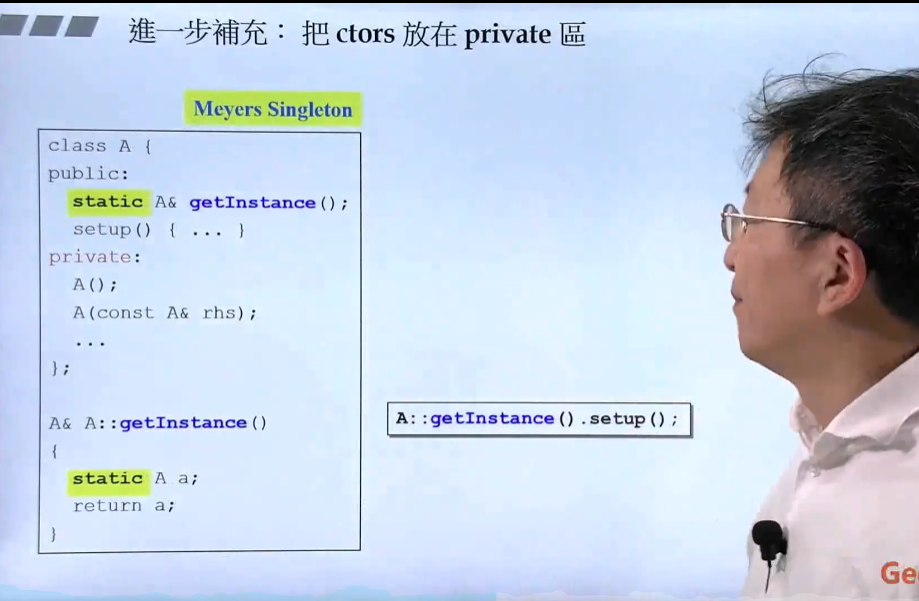 進一步補充： 把 ctors 放在 private 區
Meyers Singleton
class A {
public:
static A& getInstance();
setup() { ... }
private:
A();
A(const A& rhs);
...
};
A& A::getInstance()
{
static A a;
return a;
}
A::getInstance().setup();